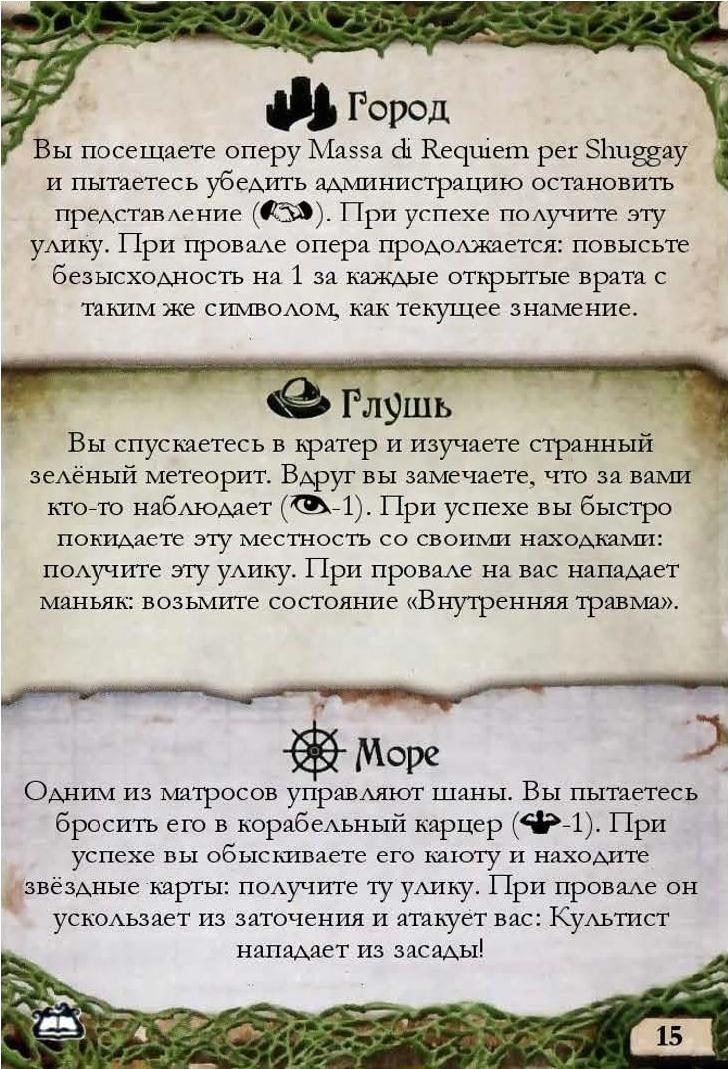 Город
Вы посещаете оперу Massa di Requiem per Shuggay
и пытаетесь убедить администрацию остановить
представление (). При успехе получите эту
улику. При провале опера продолжается: повысьте
безысходность на 1 за каждые открытые врата с
таким же символом, как текущее знамение.
Глушь
Вы спускаетесь в кратер и изучаете странный
зелёный метеорит. Вдруг вы замечаете, что за вами
кто-то наблюдает (-1). При успехе вы быстро
покидаете эту местность со своими находками:
получите эту улику. При провале на вас нападает
маньяк: возьмите состояние «Внутренняя травма».
Море
Одним из матросов управляют шаны. Вы пытаетесь
бросить его в корабельный карцер (-1). При
успехе вы обыскиваете его каюту и находите
звёздные карты: получите ту улику. При провале он
ускользает из заточения и атакует вас: Культист
нападает из засады!
15